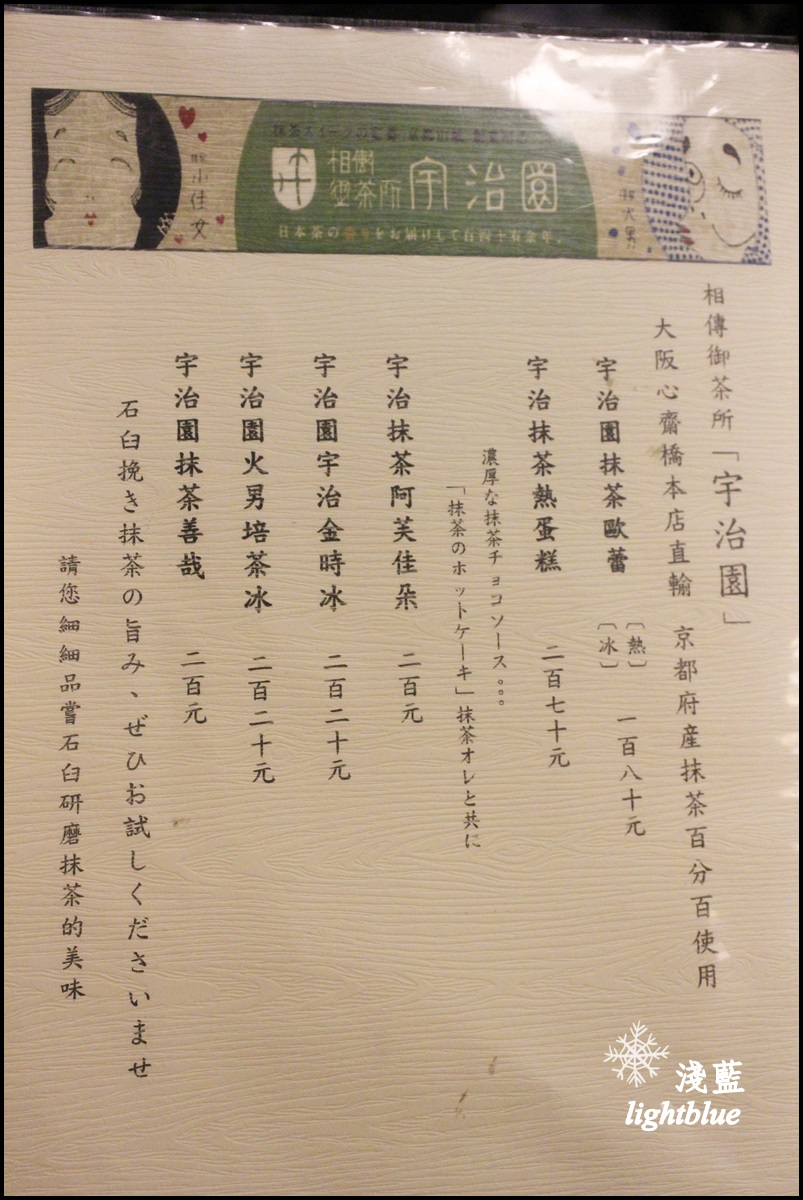 相傳
御茶所 宇治園
日本茶の香りをお届けして百四十有余年。
小佳女
火男
相傳御茶所「宇治園」
大阪心齋橋本店直輸 京都府産抹茶百分百使用
宇治園抹茶歐蕾 〔熱〕〔冰〕 一百八十元
宇治抹茶熱蛋糕 二百七十元
濃厚な抹茶チョコソース。。。
「抹茶のホットケーキ」抹茶オレと共に
宇治抹茶阿芙佳朵 二百元
宇治園宇治金時冰 二百二十元
宇治園火男培茶冰 二百二十元
宇治園抹茶善哉 二百元
石臼挽き抹茶の旨み、ぜひお試しくださいませ
請您細細品嘗石臼研磨抹茶的美味
淺藍
lightblue